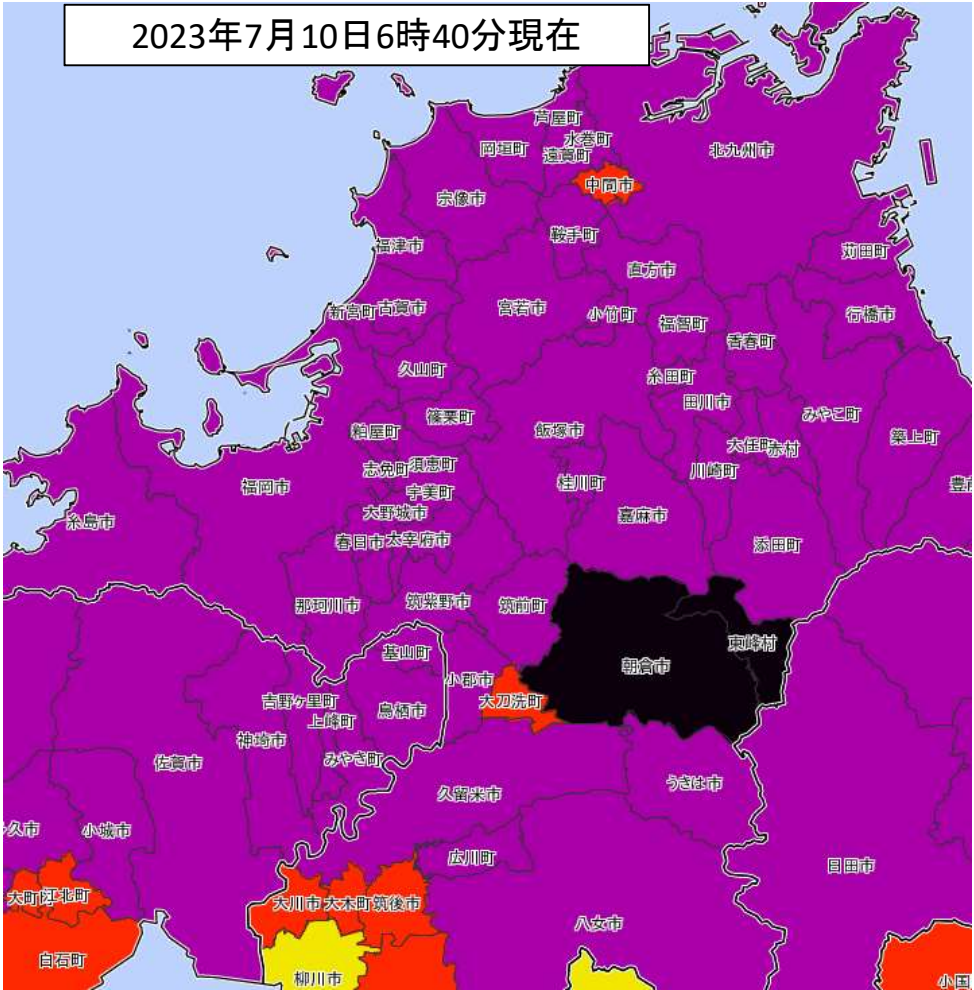 2023年7月10日6時40分現在
芦屋町
水巻町
岡垣町
遠賀町
北九州市
中間市
宗像市
鞍手町
福津市
苅田町
直方市
新宮町
古賀市
宮若市
小竹町
福智町
行橋市
香春町
久山町
糸田町
田川市
篠栗町
みやこ町
粕屋町
飯塚市
大任町
赤村
築上町
志免町
須恵町
川崎町
福岡市
桂川町
豊前
宇美町
糸島市
大野城市
嘉麻市
春日市
太宰府市
添田町
那珂川市
筑紫野市
筑前町
東峰村
基山町
朝倉市
小郡市
吉野ヶ里町
大刀洗町
上峰町
鳥栖市
神埼市
みやき町
佐賀市
うきは市
久留米市
久市
小城市
広川町
日田市
大町
江北町
大川市
大木町
筑後市
八女市
白石町
柳川市
小国